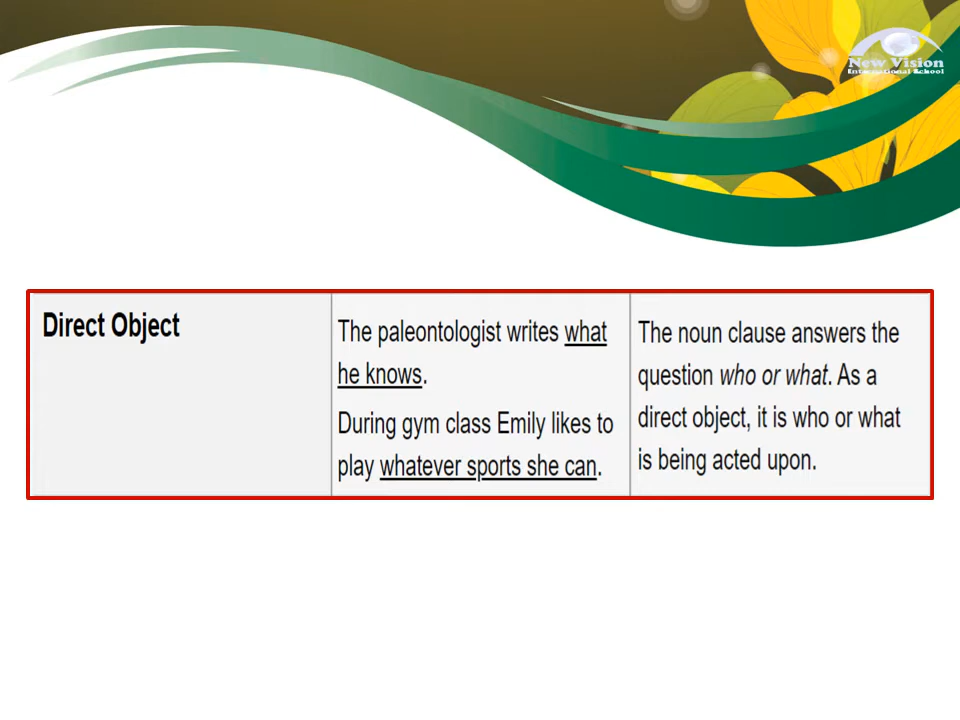 New Vision
International School
Direct Object
The paleontologist writes what
he knows.
During gym class Emily likes to
play whatever sports she can.
The noun clause answers the
question who or what. As a
direct object, it is who or what
is being acted upon.